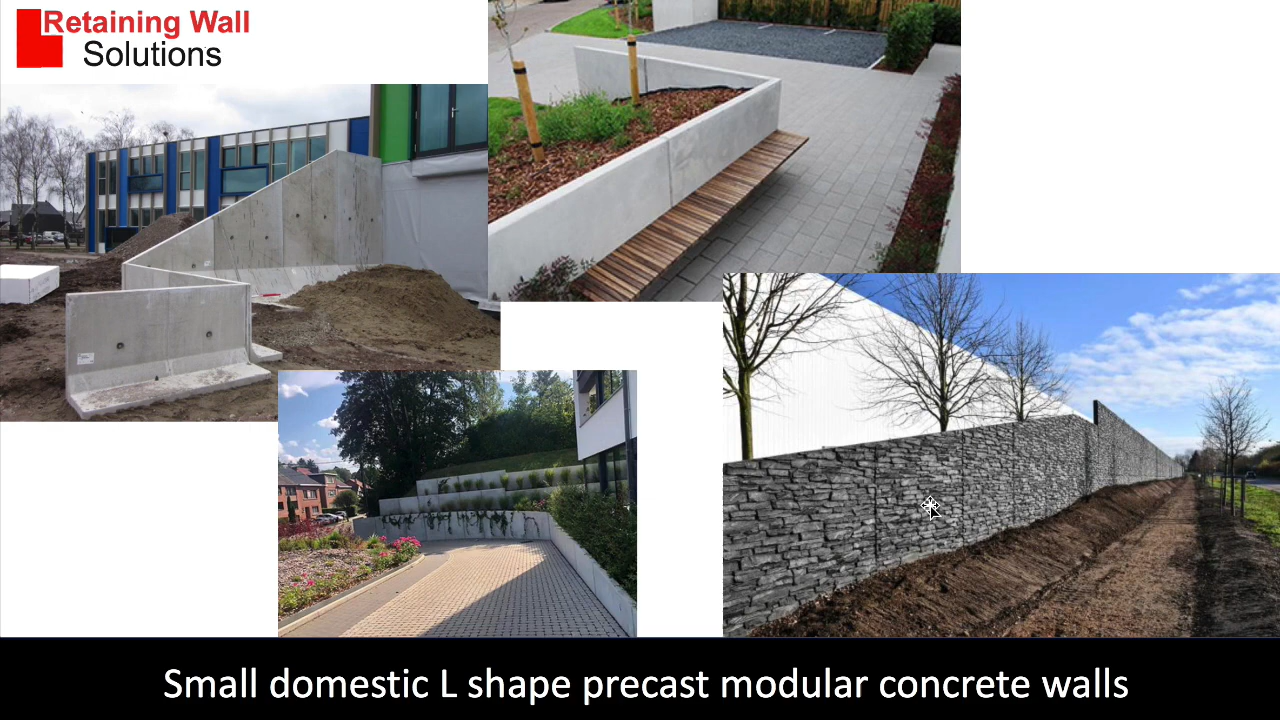 Retaining Wall
Solutions
Small domestic L shape precast modular concrete walls